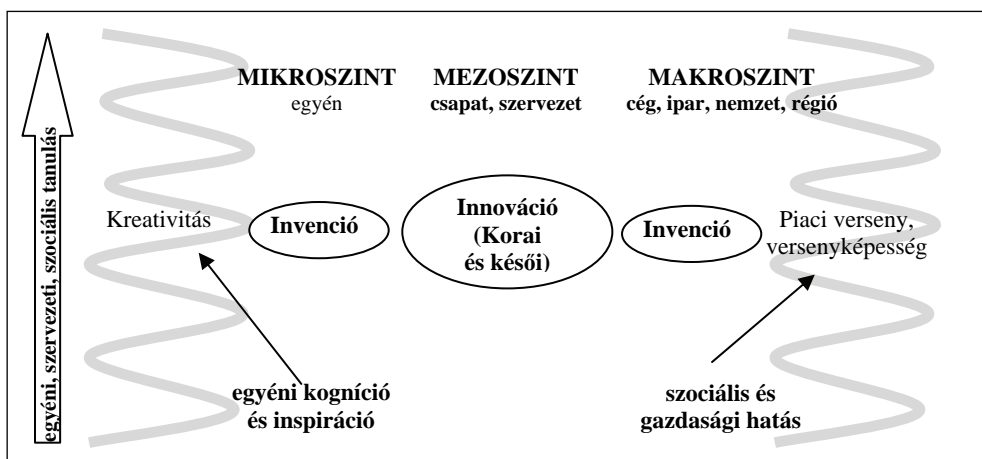 egyéni, szervezeti, szociális tanulás
MIKROSZINT
egyén
MEZOSZINT
csapat, szervezet
MAKROSZINT
cég, ipar, nemzet, régió
Kreativitás
Invenció
Innováció
(Korai
és késői)
Invenció
Piaci verseny,
versenyképesség
egyéni kogníció
és inspiráció
szociális és
gazdasági hatás